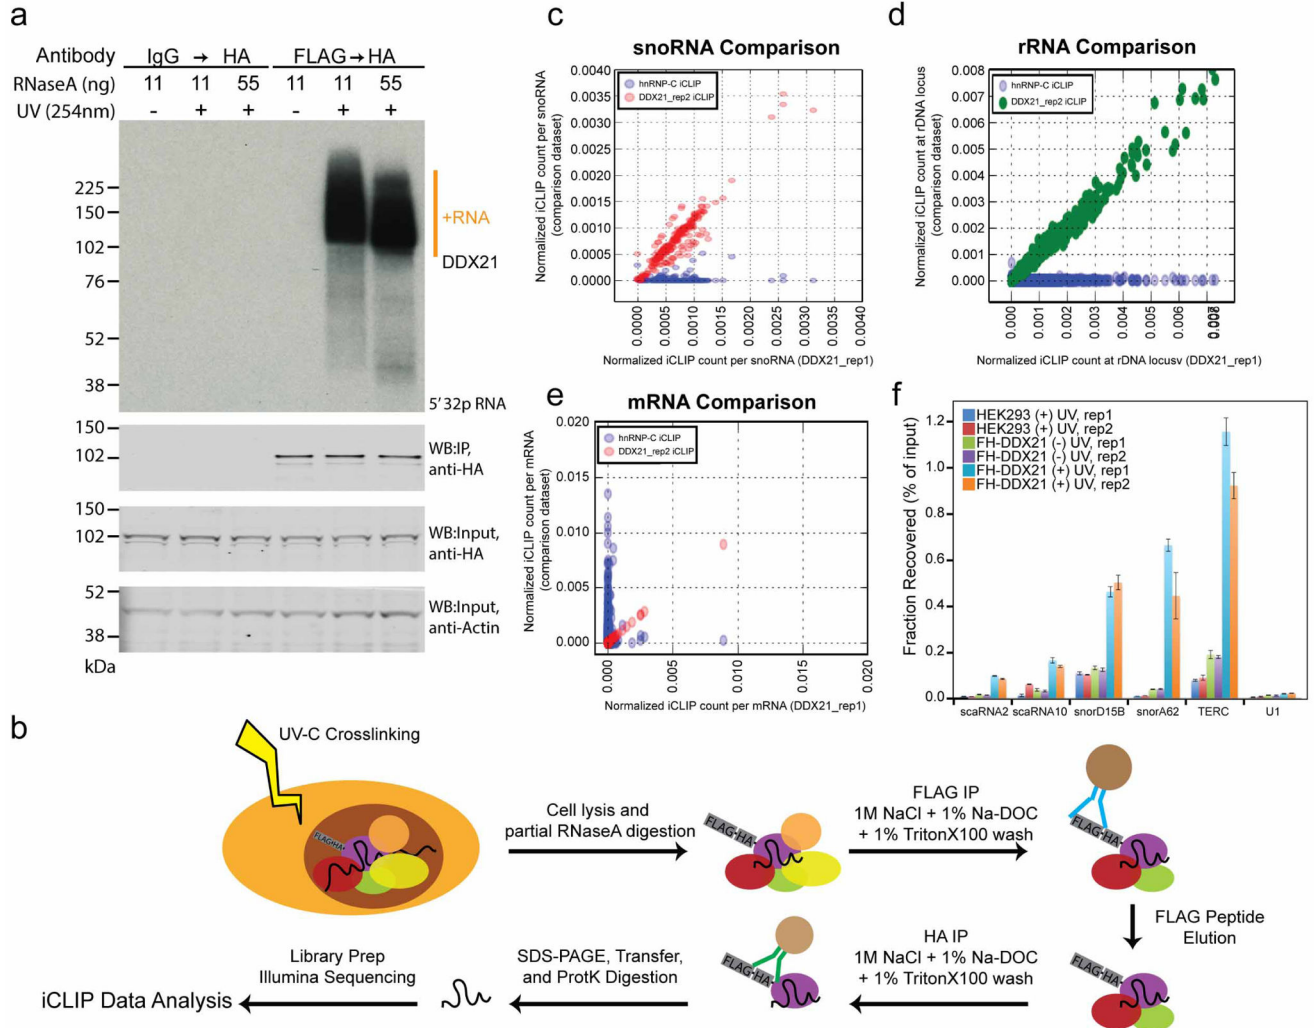 a
Antibody IgG → HA FLAG→HA
RNaseA (ng) 11 11 55 11 11 55
UV (254nm) - + + - + +
225
150
102
76
52
38
+RNA
DDX21
5' 32p RNA
150
102
WB:IP,
anti-HA
150
102
WB:Input,
anti-HA
52
38
WB:Input,
anti-Actin
kDa
c
snoRNA Comparison
Normalized iCLIP count per snoRNA
(comparison dataset)
0.0040
0.0035
0.0030
0.0025
0.0020
0.0015
0.0010
0.0005
0.0000
hnRNP-C iCLIP
DDX21_rep2 iCLIP
0.0000 0.0005 0.0010 0.0015 0.0020 0.0025 0.0030 0.0035 0.0040
Normalized iCLIP count per snoRNA (DDX21_rep1)
d
rRNA Comparison
Normalized iCLIP count at rDNA locus
(comparison dataset)
0.008
0.007
0.006
0.005
0.004
0.003
0.002
0.001
0.000
hnRNP-C iCLIP
DDX21_rep2 iCLIP
0.000 0.001 0.002 0.003 0.004 0.005 0.006 0.007 0.008
Normalized iCLIP count at rDNA locusv (DDX21_rep1)
e
mRNA Comparison
Normalized iCLIP count per mRNA
(comparison dataset)
0.020
0.015
0.010
0.005
0.000
hnRNP-C iCLIP
DDX21_rep2 iCLIP
0.000 0.005 0.010 0.015 0.020
Normalized iCLIP count per mRNA (DDX21_rep1)
f
Fraction Recovered (% of input)
1.2
1.0
0.8
0.6
0.4
0.2
0.0
HEK293 (+) UV, rep1
HEK293 (+) UV, rep2
FH-DDX21 (-) UV, rep1
FH-DDX21 (-) UV, rep2
FH-DDX21 (+) UV, rep1
FH-DDX21 (+) UV, rep2
scaRNA2 scaRNA10 snorD15B snorA62 TERC U1
b
UV-C Crosslinking
FLAG-HA-
Cell lysis and
partial RNaseA digestion
FLAG-HA-
FLAG IP
1M NaCl + 1% Na-DOC
+ 1% TritonX100 wash
FLAG-HA-
FLAG Peptide
Elution
FLAG-HA-
HA IP
1M NaCl + 1% Na-DOC
+ 1% TritonX100 wash
FLAG-HA-
SDS-PAGE, Transfer,
and ProtK Digestion
Library Prep
Illumina Sequencing
iCLIP Data Analysis